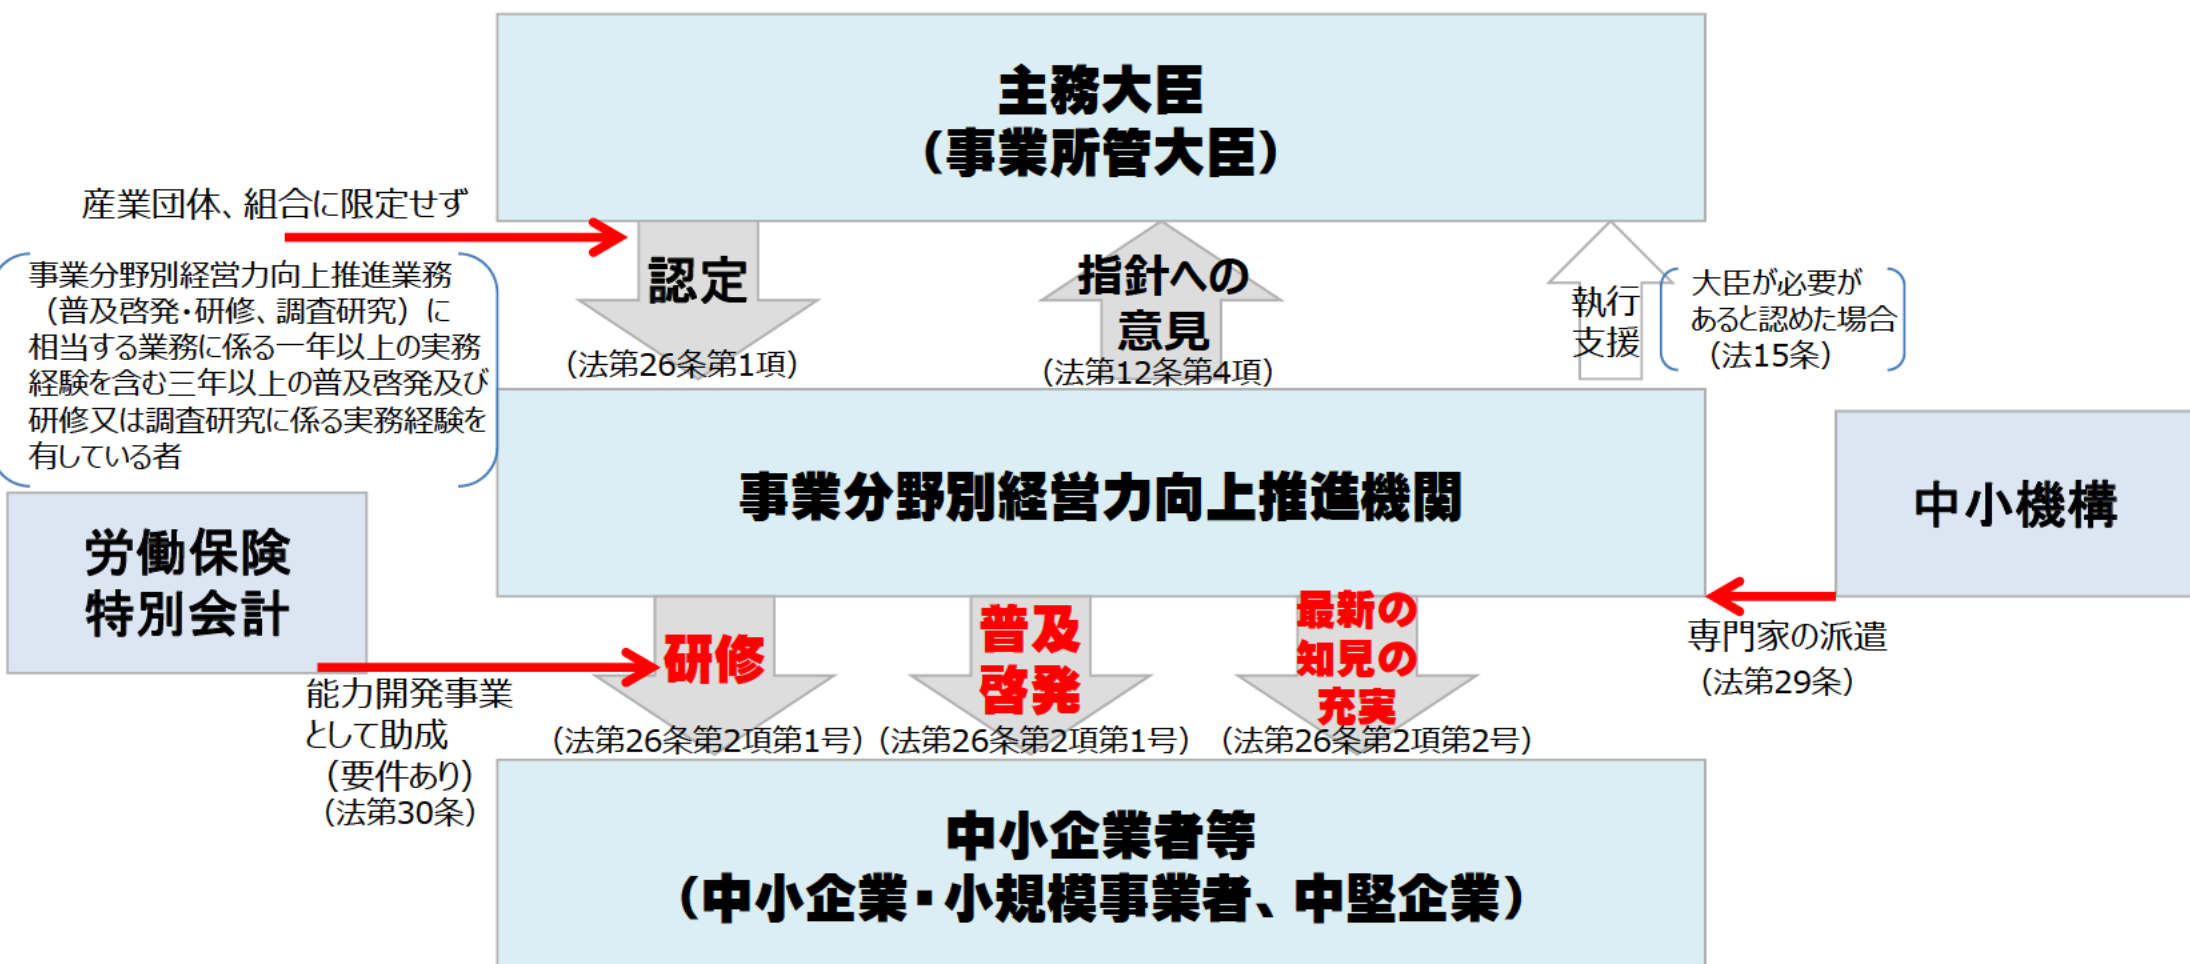 主務大臣
（事業所管大臣）
産業団体、組合に限定せず
事業分野別経営力向上推進業務
（普及啓発・研修、調査研究）に
相当する業務に係る一年以上の実務
経験を含む三年以上の普及啓発及び
研修又は調査研究に係る実務経験を
有している者
認定
（法第26条第1項）
指針への
意見
（法第12条第4項）
執行
支援
大臣が必要が
あると認めた場合
（法15条）
事業分野別経営力向上推進機関
中小機構
労働保険
特別会計
専門家の派遣
（法第29条）
能力開発事業
として助成
（要件あり）
（法第30条）
研修
（法第26条第2項第1号）
普及
啓発
（法第26条第2項第1号）
最新の
知見の
充実
（法第26条第2項第2号）
中小企業者等
（中小企業・小規模事業者、中堅企業）